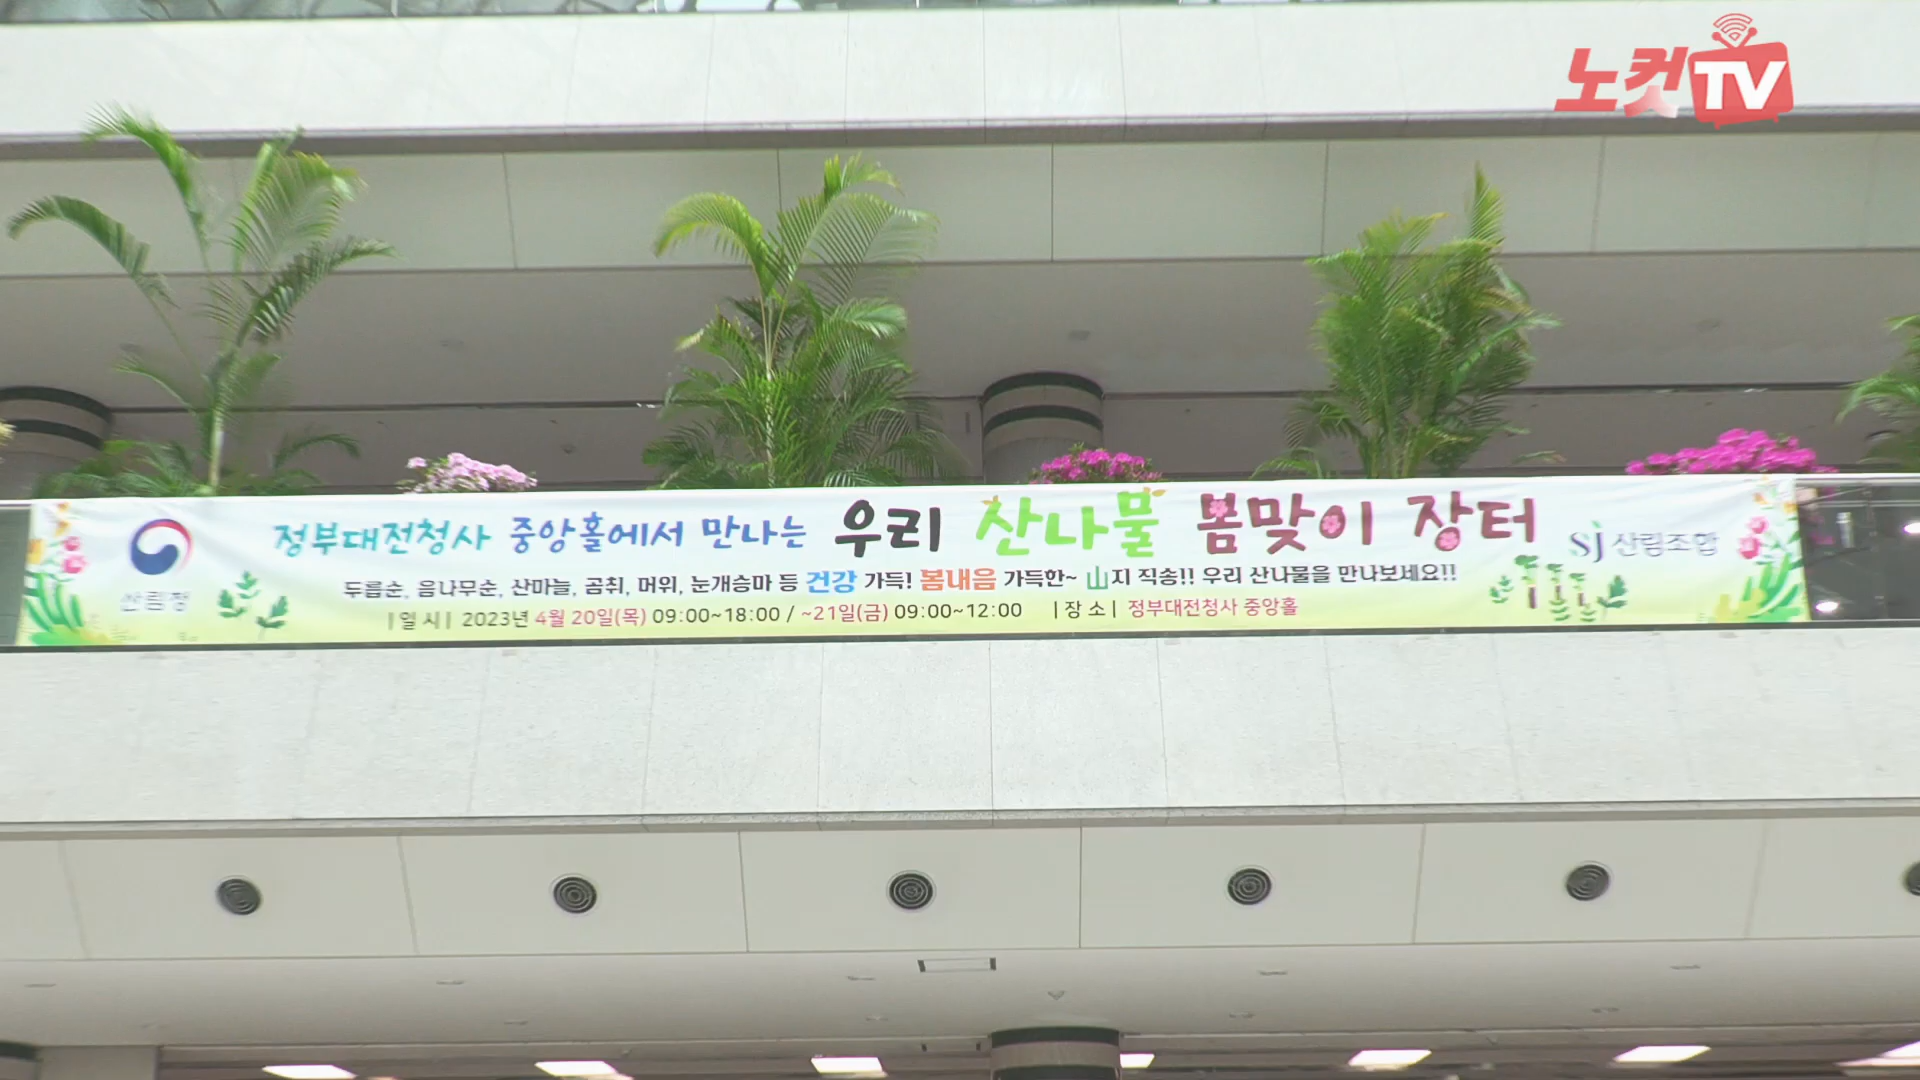 노컷TV
정부대전청사 중앙홀에서 만나는 우리 산나물 봄맞이 장터
산림청
sj 산림조합
두릅순, 음나무순, 산마늘, 곰취, 머위, 눈개승마 등 건강 가득! 봄내음 가득한~ 山지 직송!! 우리 산나물을 만나보세요!!
| 일 시 | 2023년 4월 20일(목) 09:00~18:00 / ~21일(금) 09:00~12:00 | 장 소 | 정부대전청사 중앙홀